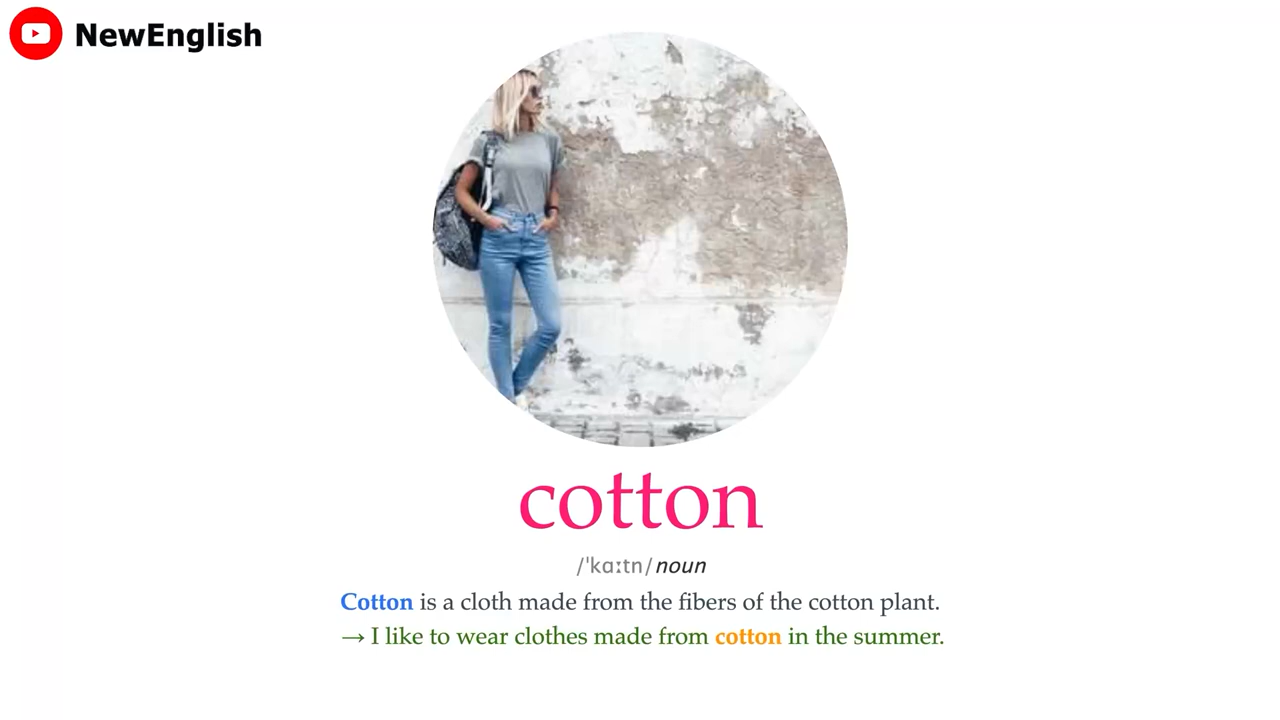 NewEnglish
cotton
/ˈkɑːtn/ noun
Cotton is a cloth made from the fibers of the cotton plant.
→ I like to wear clothes made from cotton in the summer.